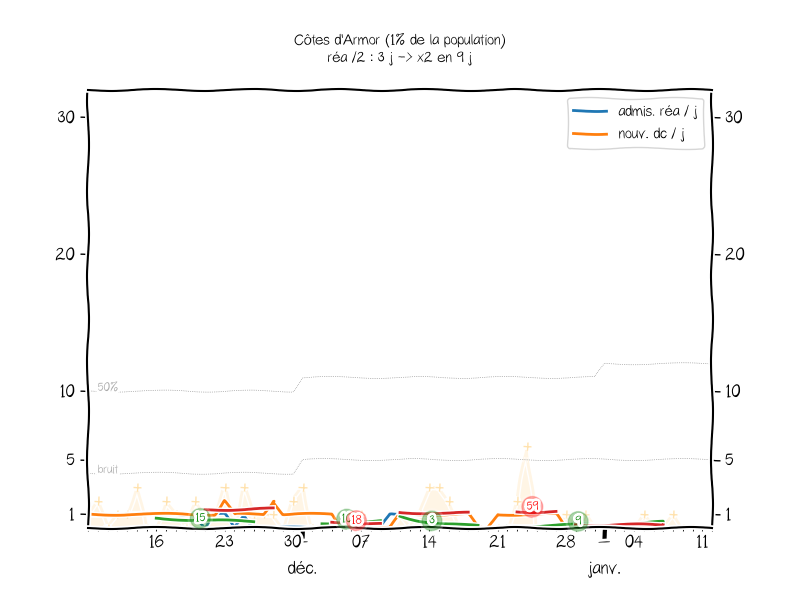 Côtes d'Armor (1% de la population)
réa /2 : 3 j -> x2 en 9 j
admis. réa / j
nouv. dc / j
30 30
20 20
50%
10 10
bruit
5 5
59
15 18 3 9
1 1
16 23 30 07 14 21 28 04 11
déc. janv.